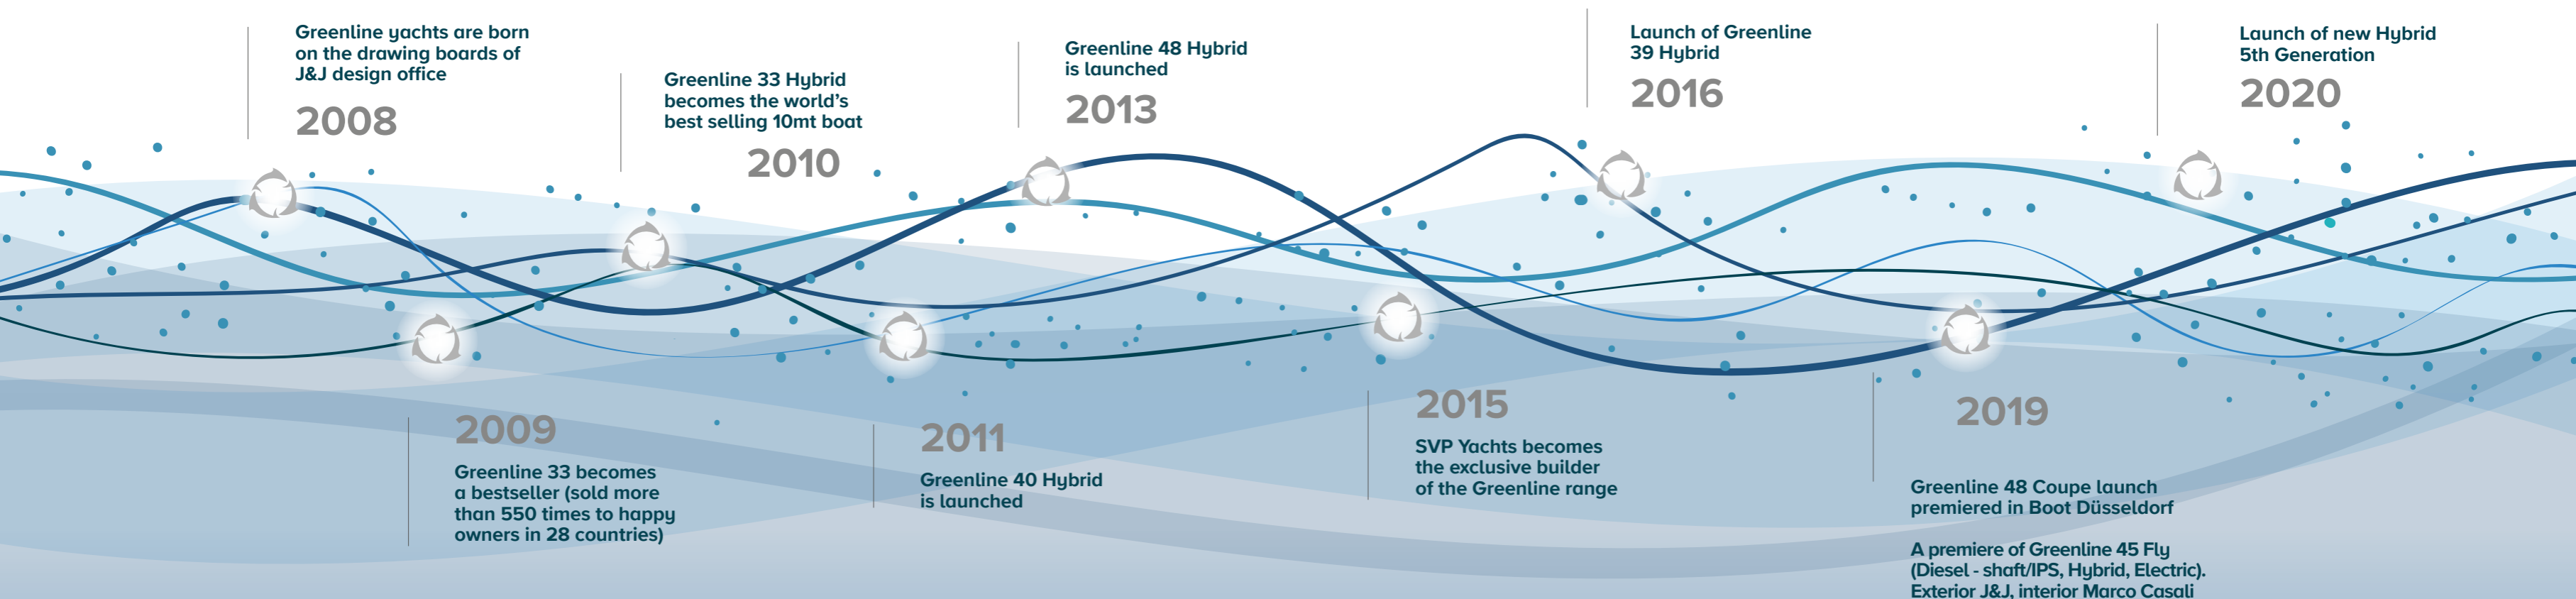 Greenline yachts are born
on the drawing boards of
J&J design office
2008
2009
Greenline 33 becomes
a bestseller (sold more
than 550 times to happy
owners in 28 countries)
Greenline 33 Hybrid
becomes the world’s
best selling 10mt boat
2010
2011
Greenline 40 Hybrid
is launched
Greenline 48 Hybrid
is launched
2013
2015
SVP Yachts becomes
the exclusive builder
of the Greenline range
Launch of Greenline
39 Hybrid
2016
2019
Greenline 48 Coupe launch
premiered in Boot Düsseldorf
A premiere of Greenline 45 Fly
(Diesel - shaft/IPS, Hybrid, Electric).
Exterior J&J, interior Marco Casali
Launch of new Hybrid
5th Generation
2020